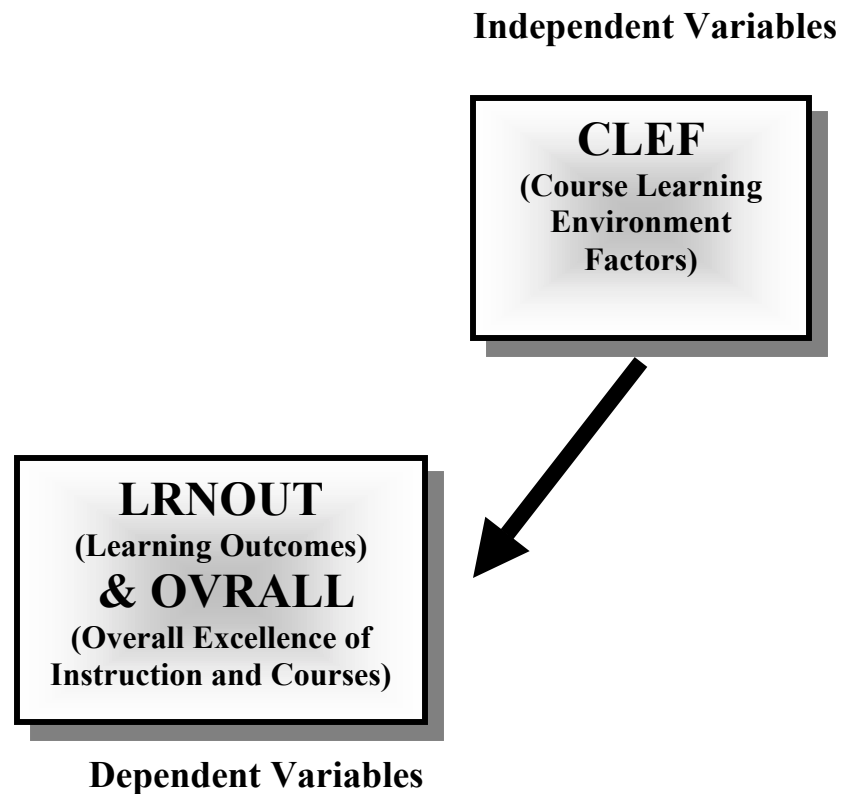 Independent Variables
CLEF
(Course Learning
Environment
Factors)
LRNOUT
(Learning Outcomes)
& OVRALL
(Overall Excellence of
Instruction and Courses)
Dependent Variables